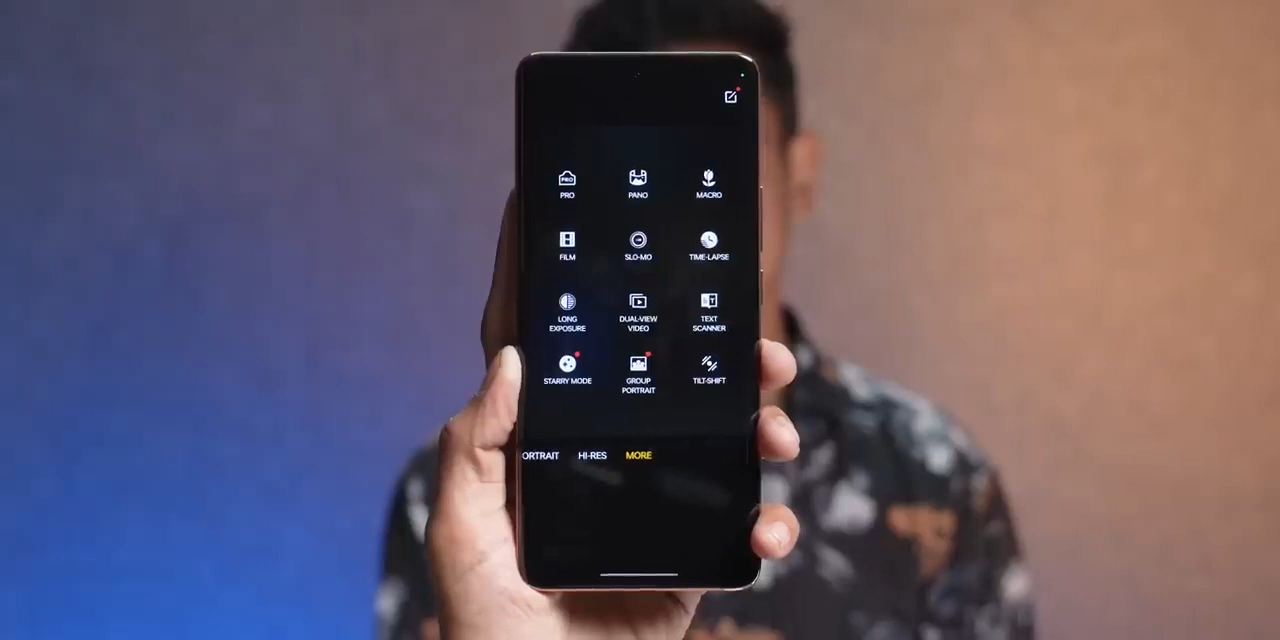 PRO
PRO PANO MACRO
FILM SLO-MO TIME-LAPSE
LONG EXPOSURE
DUAL-VIEW VIDEO
T
TEXT SCANNER
STARRY MODE
GROUP PORTRAIT
TILT-SHIFT
ORTRAIT HI-RES MORE